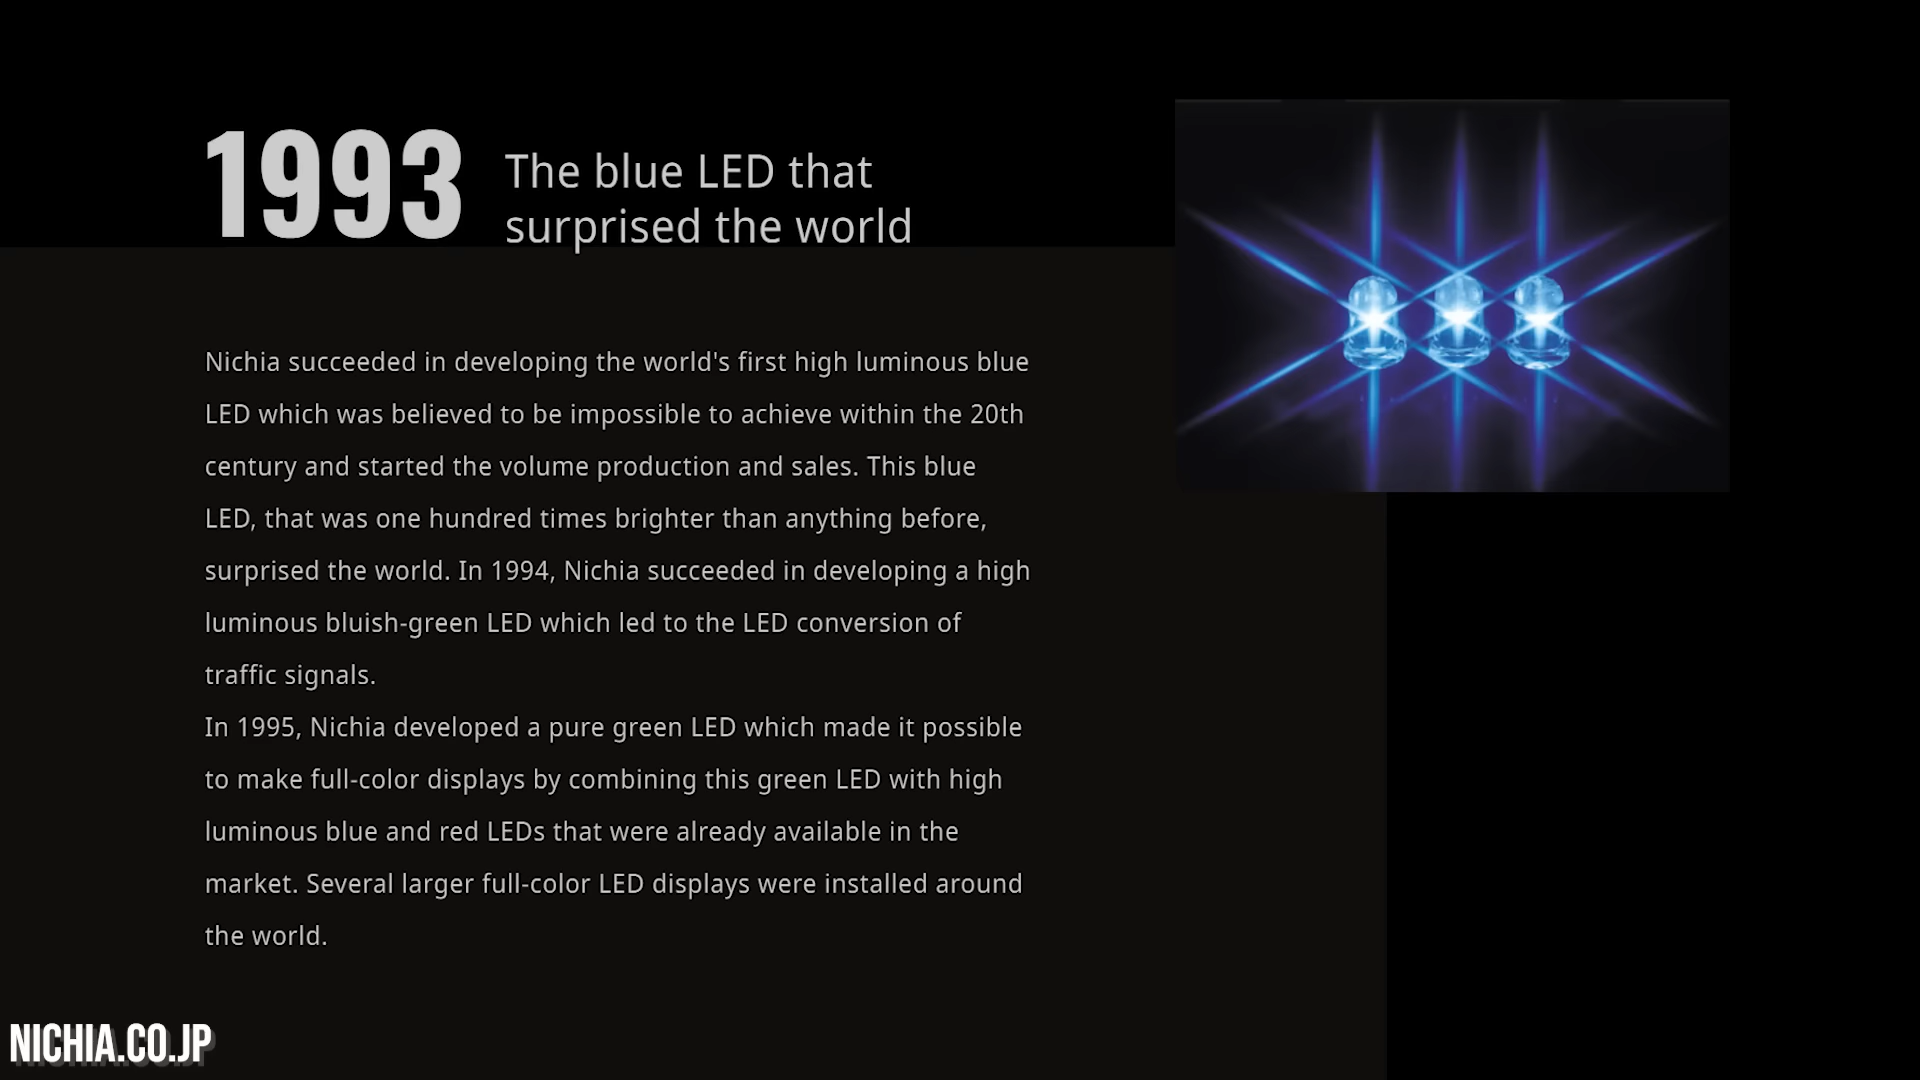 1993
The blue LED that
surprised the world
Nichia succeeded in developing the world's first high luminous blue
LED which was believed to be impossible to achieve within the 20th
century and started the volume production and sales. This blue
LED, that was one hundred times brighter than anything before,
surprised the world. In 1994, Nichia succeeded in developing a high
luminous bluish-green LED which led to the LED conversion of
traffic signals.
In 1995, Nichia developed a pure green LED which made it possible
to make full-color displays by combining this green LED with high
luminous blue and red LEDs that were already available in the
market. Several larger full-color LED displays were installed around
the world.
NICHIA.CO.JP